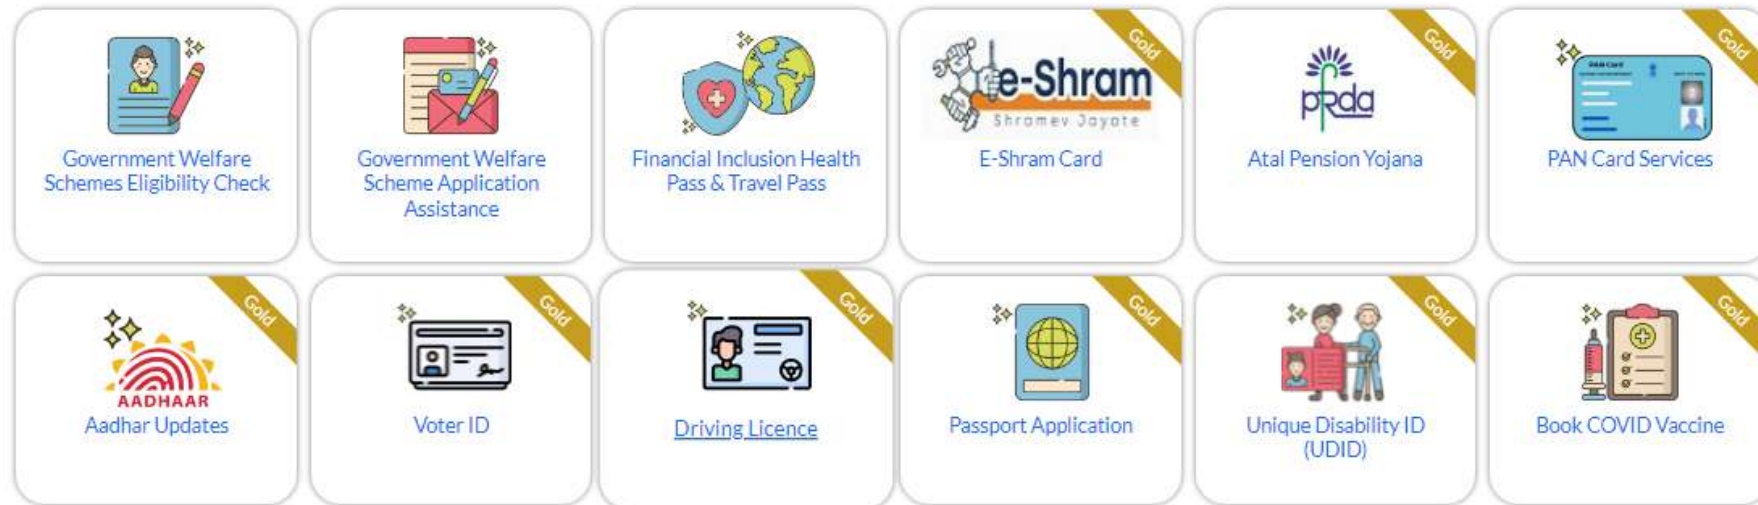 Government Welfare
Schemes Eligibility Check
Government Welfare
Scheme Application
Assistance
Financial Inclusion Health
Pass & Travel Pass
Gold
e-Shram
Shramev Jayate
E-Shram Card
Gold
pfrda
Atal Pension Yojana
Gold
PAN Card
PAN Card Services
Gold
AADHAAR
Aadhar Updates
Gold
Voter ID
Gold
Driving Licence
Gold
Passport Application
Gold
Unique Disability ID
(UDID)
Gold
Book COVID Vaccine